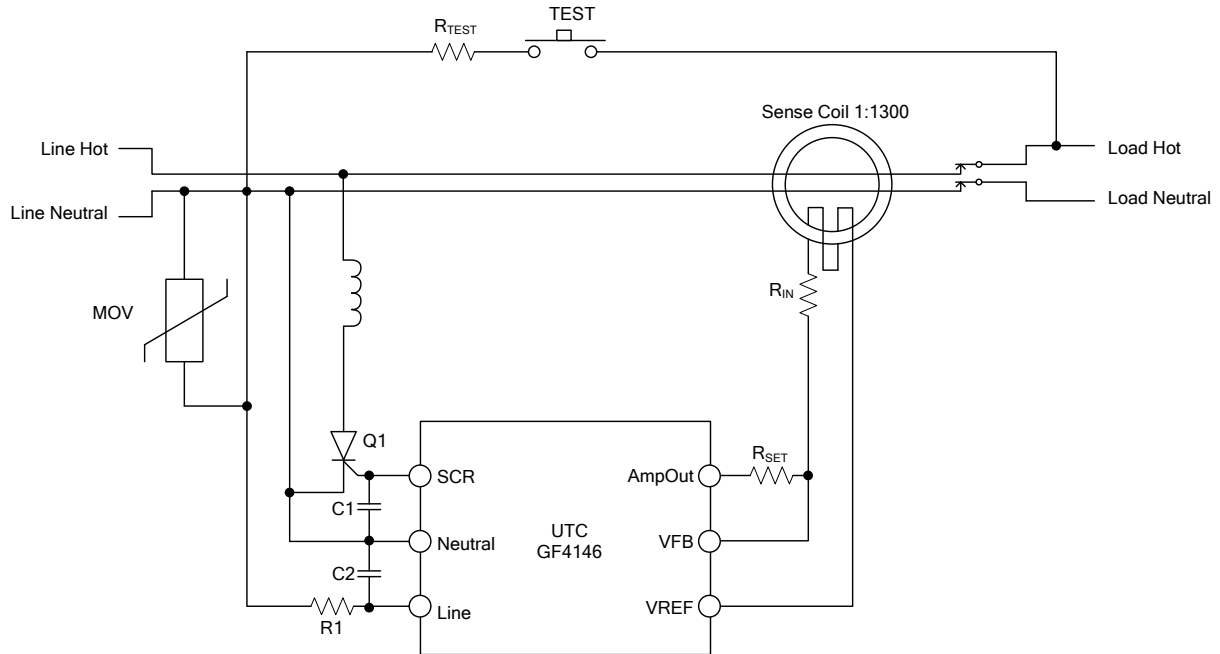 TEST
RTEST
Sense Coil 1:1300
Line Hot
Load Hot
Line Neutral
Load Neutral
MOV
RIN
Q1
RSET
SCR
AmpOut
C1
UTC
GF4146
Neutral
VFB
C2
Line
VREF
R1